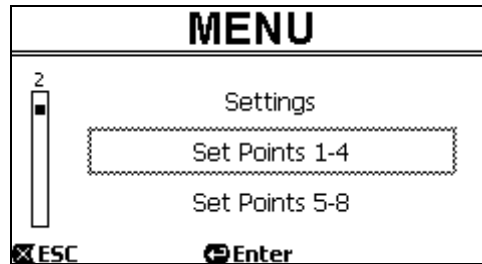 MENU
2
Settings
Set Points 1-4
Set Points 5-8
ESC Enter